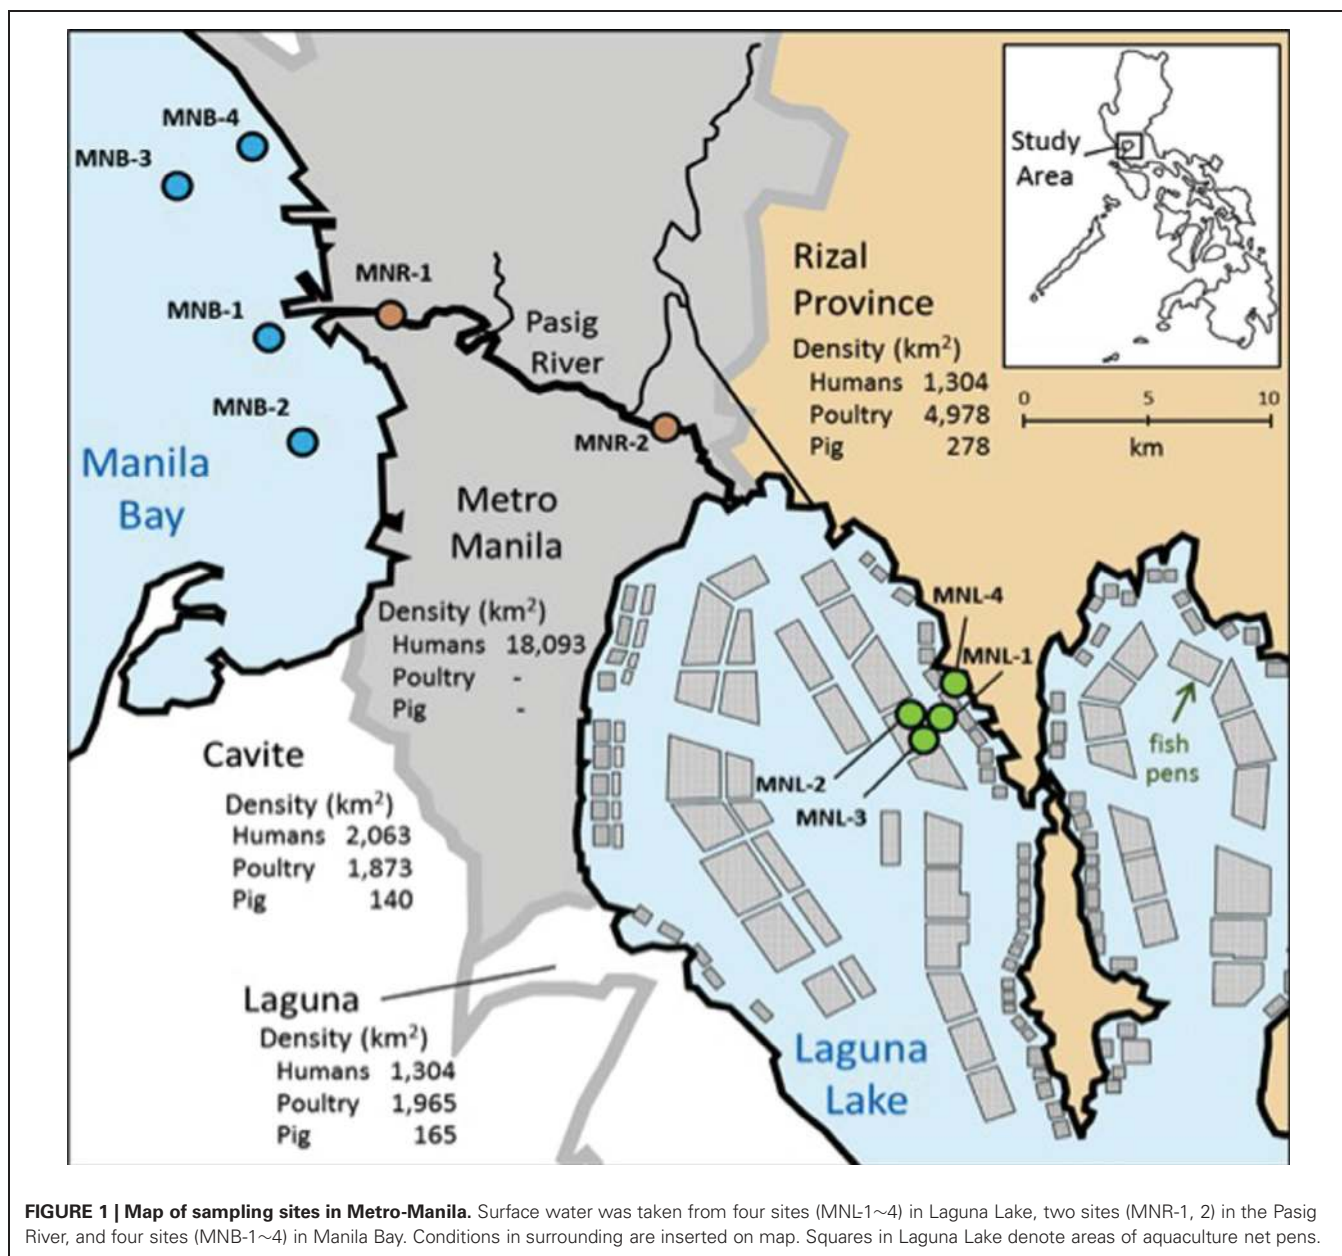 MNB-4
MNB-3
MNB-1
MNB-2
Manila
Bay
MNR-1
Pasig
River
MNR-2
Study
Area
Rizal
Province
Density (km²)
Humans 1,304
Poultry 4,978
Pig 278
0 5 10
km
Metro
Manila
Density (km²)
Humans 18,093
Poultry -
Pig -
MNL-4
MNL-1
MNL-2
MNL-3
fish
pens
Cavite
Density (km²)
Humans 2,063
Poultry 1,873
Pig 140
Laguna
Density (km²)
Humans 1,304
Poultry 1,965
Pig 165
Laguna
Lake
FIGURE 1 | Map of sampling sites in Metro-Manila. Surface water was taken from four sites (MNL-1~4) in Laguna Lake, two sites (MNR-1, 2) in the Pasig
River, and four sites (MNB-1~4) in Manila Bay. Conditions in surrounding are inserted on map. Squares in Laguna Lake denote areas of aquaculture net pens.